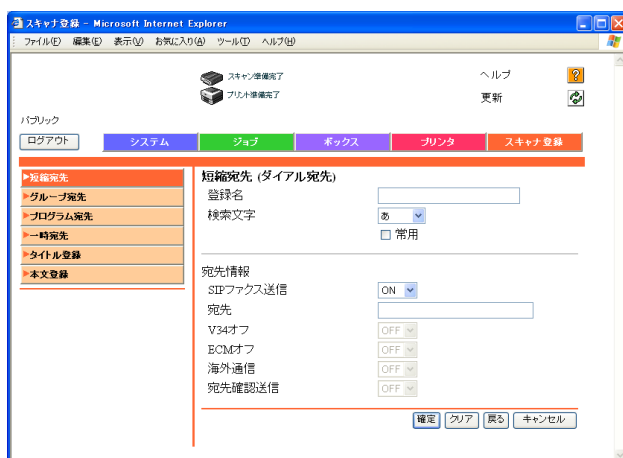 スキャナ登録 - Microsoft Internet Explorer
ファイル(F) 編集(E) 表示(V) お気に入り(A) ツール(T) ヘルプ(H)
スキャン準備完了
プリント準備完了
ヘルプ
更新
パブリック
ログアウト
システム ジョブ ボックス プリンタ スキャナ登録
短縮宛先
グループ宛先
プログラム宛先
一時宛先
タイトル登録
本文登録
短縮宛先 (ダイアル宛先)
登録名
検索文字 あ
常用
宛先情報
SIPファクス送信 ON
宛先
V34オフ OFF
ECMオフ OFF
海外通信 OFF
宛先確認送信 OFF
確定 クリア 戻る キャンセル